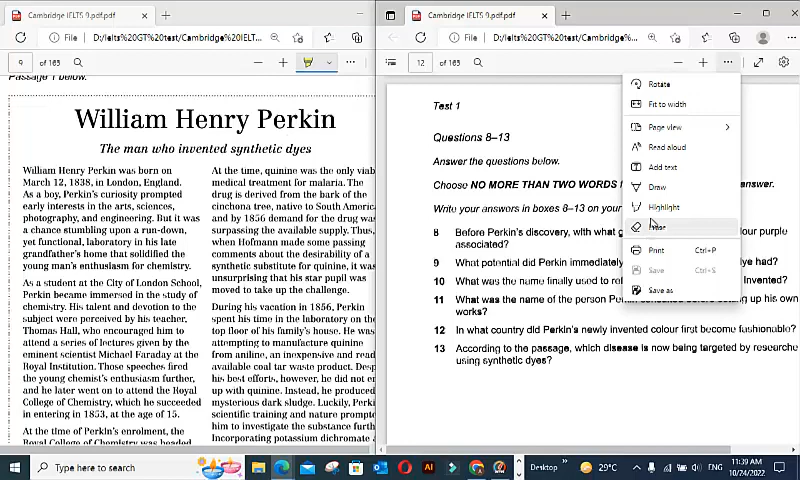 Cambridge IELTS 9.pdf.pdf
File
D:/Ielts%20GT%20test/Cambridge%20IELTS...
9
of 165
Passage 1 below.
William Henry Perkin
The man who invented synthetic dyes
William Henry Perkin was born on
March 12, 1838, in London, England.
As a boy, Perkin's curiosity prompted
early interests in the arts, sciences,
photography, and engineering. But it was
a chance stumbling upon a run-down,
yet functional, laboratory in his late
grandfather's home that solidified the
young man's enthusiasm for chemistry.
As a student at the City of London School,
Perkin became immersed in the study of
chemistry. His talent and devotion to the
subject were perceived by his teacher,
Thomas Hall, who encouraged him to
attend a series of lectures given by the
eminent scientist Michael Faraday at the
Royal Institution. Those speeches fired
the young chemist's enthusiasm further,
and he later went on to attend the Royal
College of Chemistry, which he succeeded
in entering in 1853, at the age of 15.
At the time of Perkin's enrolment, the
Royal College of Chemistry was headed
At the time, quinine was the only viab
medical treatment for malaria. The
drug is derived from the bark of the
cinchona tree, native to South America
and by 1856 demand for the drug was
surpassing the available supply. Thus,
when Hofmann made some passing
comments about the desirability of a
synthetic substitute for quinine, it was
unsurprising that his star pupil was
moved to take up the challenge.
During his vacation in 1856, Perkin
spent his time in the laboratory on the
top floor of his family's house. He was
attempting to manufacture quinine
from aniline, an inexpensive and read
available coal tar waste product. Desp
his best efforts, however, he did not en
up with quinine. Instead, he produced
mysterious dark sludge. Luckily, Perki
scientific training and nature prompte
him to investigate the substance furth
Incorporating potassium dichromate a
Cambridge IELTS 9.pdf.pdf
File
D:/Ielts%20GT%20test/Cambridge%20IE...
12
of 165
Test 1
Questions 8–13
Answer the questions below.
Choose NO MORE THAN TWO WORDS
answer.
Write your answers in boxes 8–13 on your
8 Before Perkin's discovery, with what
lour purple
associated?
9 What potential did Perkin immediately
dye had?
10 What was the name finally used to
invented?
11 What was the name of the person
up his own
works?
12 In what country did Perkin's newly invented colour first become fashionable?
13 According to the passage, which disease is now being targeted by researche
using synthetic dyes?
Rotate
Fit to width
Page view
Read aloud
Add text
Draw
Highlight
Print Ctrl+P
Save Ctrl+S
Save as
Type here to search
Desktop
29°C
ENG
11:39 AM
10/24/2022